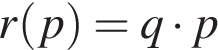 r(p) = q · p